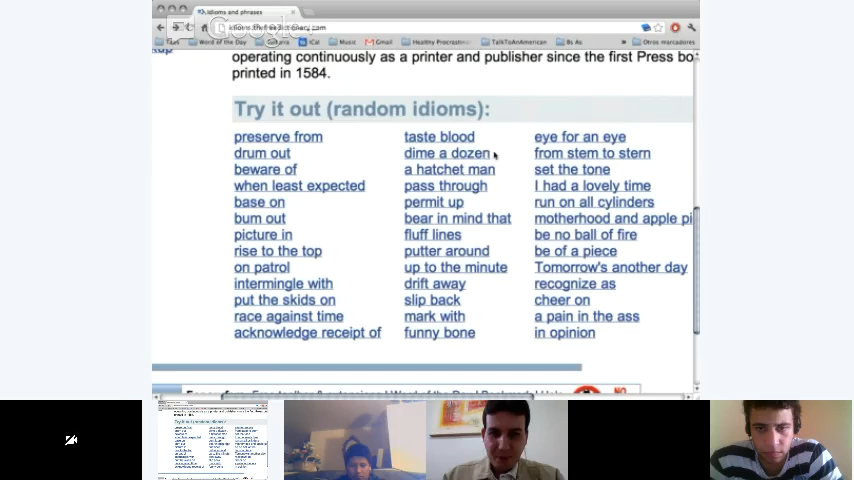 Idioms and phrases
idioms.thefreedictionary.com
Google+
Word of the Day
iCal
Music
Gmail
Healthy Procrastin
TalkToAnAmerican
Bs As
Otros marcadores
operating continuously as a printer and publisher since the first Press bo
printed in 1584.
Try it out (random idioms):
preserve from taste blood eye for an eye
drum out dime a dozen from stem to stern
beware of a hatchet man set the tone
when least expected pass through I had a lovely time
base on permit up run on all cylinders
bum out bear in mind that motherhood and apple pi
picture in fluff lines be no ball of fire
rise to the top putter around be of a piece
on patrol up to the minute Tomorrow's another day
intermingle with drift away recognize as
put the skids on slip back cheer on
race against time mark with a pain in the ass
acknowledge receipt of funny bone in opinion